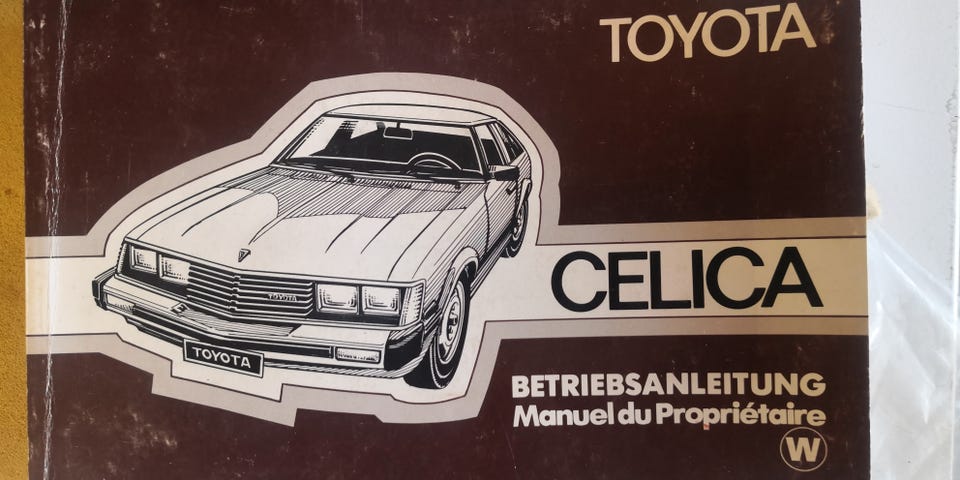 TOYOTA
CELICA
TOYOTA
TOYOTA
BETRIEBSANLEITUNG
Manuel du Propriétaire
W